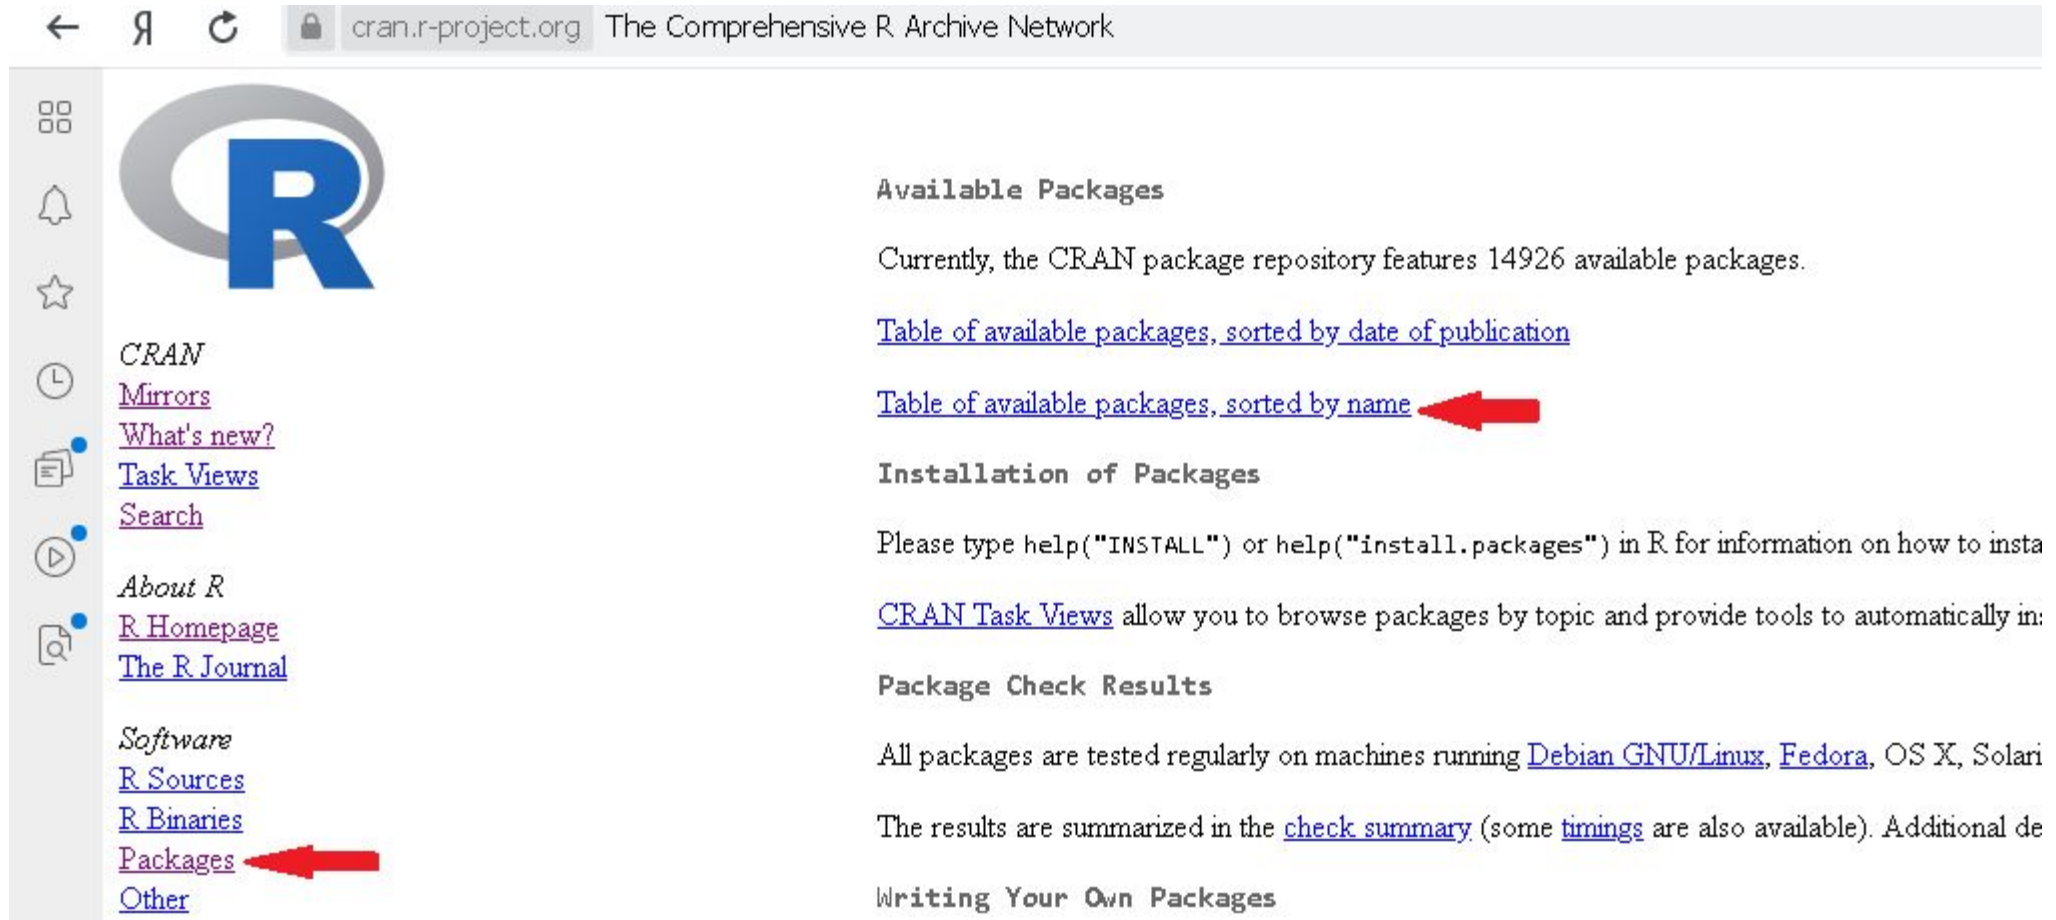 Я cran.r-project.org The Comprehensive R Archive Network
R
CRAN
Mirrors
What's new?
Task Views
Search
About R
R Homepage
The R Journal
Software
R Sources
R Binaries
Packages
Other
Available Packages
Currently, the CRAN package repository features 14926 available packages.
Table of available packages, sorted by date of publication
Table of available packages, sorted by name
Installation of Packages
Please type help("INSTALL") or help("install.packages") in R for information on how to insta
CRAN Task Views allow you to browse packages by topic and provide tools to automatically in
Package Check Results
All packages are tested regularly on machines running Debian GNU/Linux, Fedora, OS X, Solari
The results are summarized in the check summary (some timings are also available). Additional de
Writing Your Own Packages